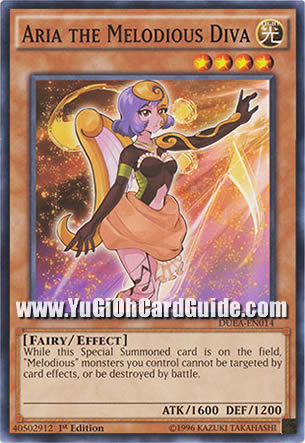 ARIA THE MELODIOUS DIVA
LIGHT
光
www.YuGiOhCardGuide.com
DUEA-EN014
[FAIRY/EFFECT]
While this Special Summoned card is on the field,
"Melodious" monsters you control cannot be targeted
by card effects, or be destroyed by battle.
ATK/1600 DEF/1200
40502912 1st Edition ©1996 KAZUKI TAKAHASHI